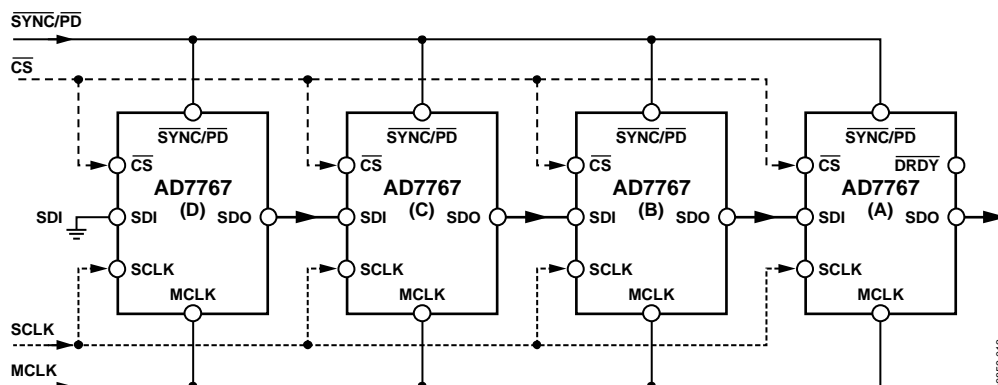 SYNC/PD
CS
SYNC/PD
CS
AD7767
(D)
SDI
SDI
SDO
SCLK
MCLK
SYNC/PD
CS
AD7767
(C)
SDI
SDO
SCLK
MCLK
SYNC/PD
CS
AD7767
(B)
SDI
SDO
SCLK
MCLK
SYNC/PD
CS
DRDY
AD7767
(A)
SDI
SDO
SCLK
MCLK
SCLK
MCLK